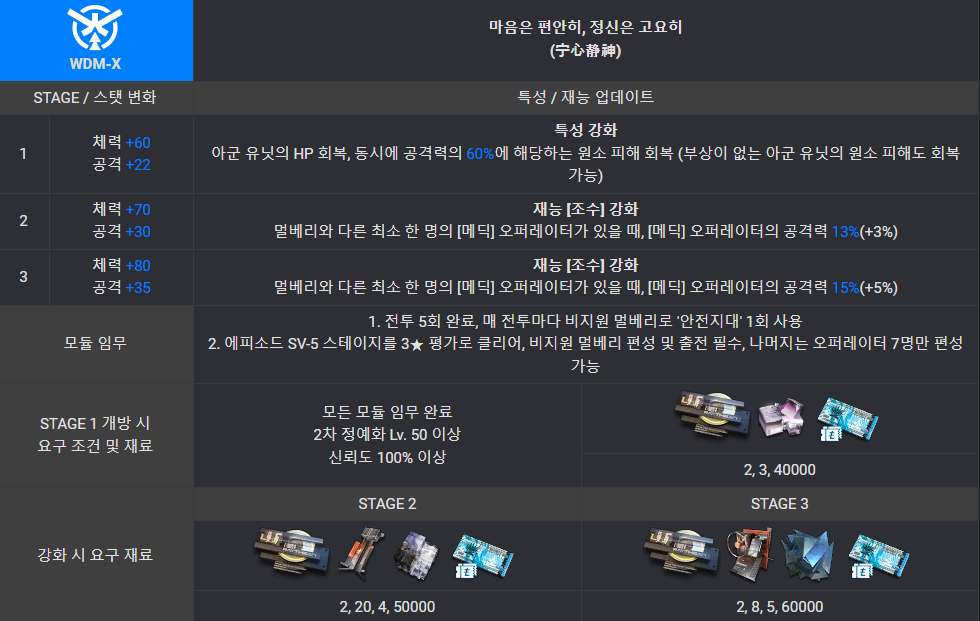 WDM-X
마음은 편안히, 정신은 고요히
(宁心静神)
STAGE / 스탯 변화
특성 / 재능 업데이트
1
체력 +60
공격 +22
특성 강화
아군 유닛의 HP 회복, 동시에 공격력의 60%에 해당하는 원소 피해 회복 (부상이 없는 아군 유닛의 원소 피해도 회복
가능)
2
체력 +70
공격 +30
재능 [조수] 강화
멀베리와 다른 최소 한 명의 [메딕] 오퍼레이터가 있을 때, [메딕] 오퍼레이터의 공격력 13%(+3%)
3
체력 +80
공격 +35
재능 [조수] 강화
멀베리와 다른 최소 한 명의 [메딕] 오퍼레이터가 있을 때, [메딕] 오퍼레이터의 공격력 15%(+5%)
모듈 임무
1. 전투 5회 완료, 매 전투마다 비지원 멀베리로 '안전지대' 1회 사용
2. 에피소드 SV-5 스테이지를 3★ 평가로 클리어, 비지원 멀베리 편성 및 출전 필수, 나머지는 오퍼레이터 7명만 편성
가능
STAGE 1 개방 시
요구 조건 및 재료
모든 모듈 임무 완료
2차 정예화 Lv. 50 이상
신뢰도 100% 이상
2, 3, 40000
강화 시 요구 재료
STAGE 2
STAGE 3
2, 20, 4, 50000
2, 8, 5, 60000